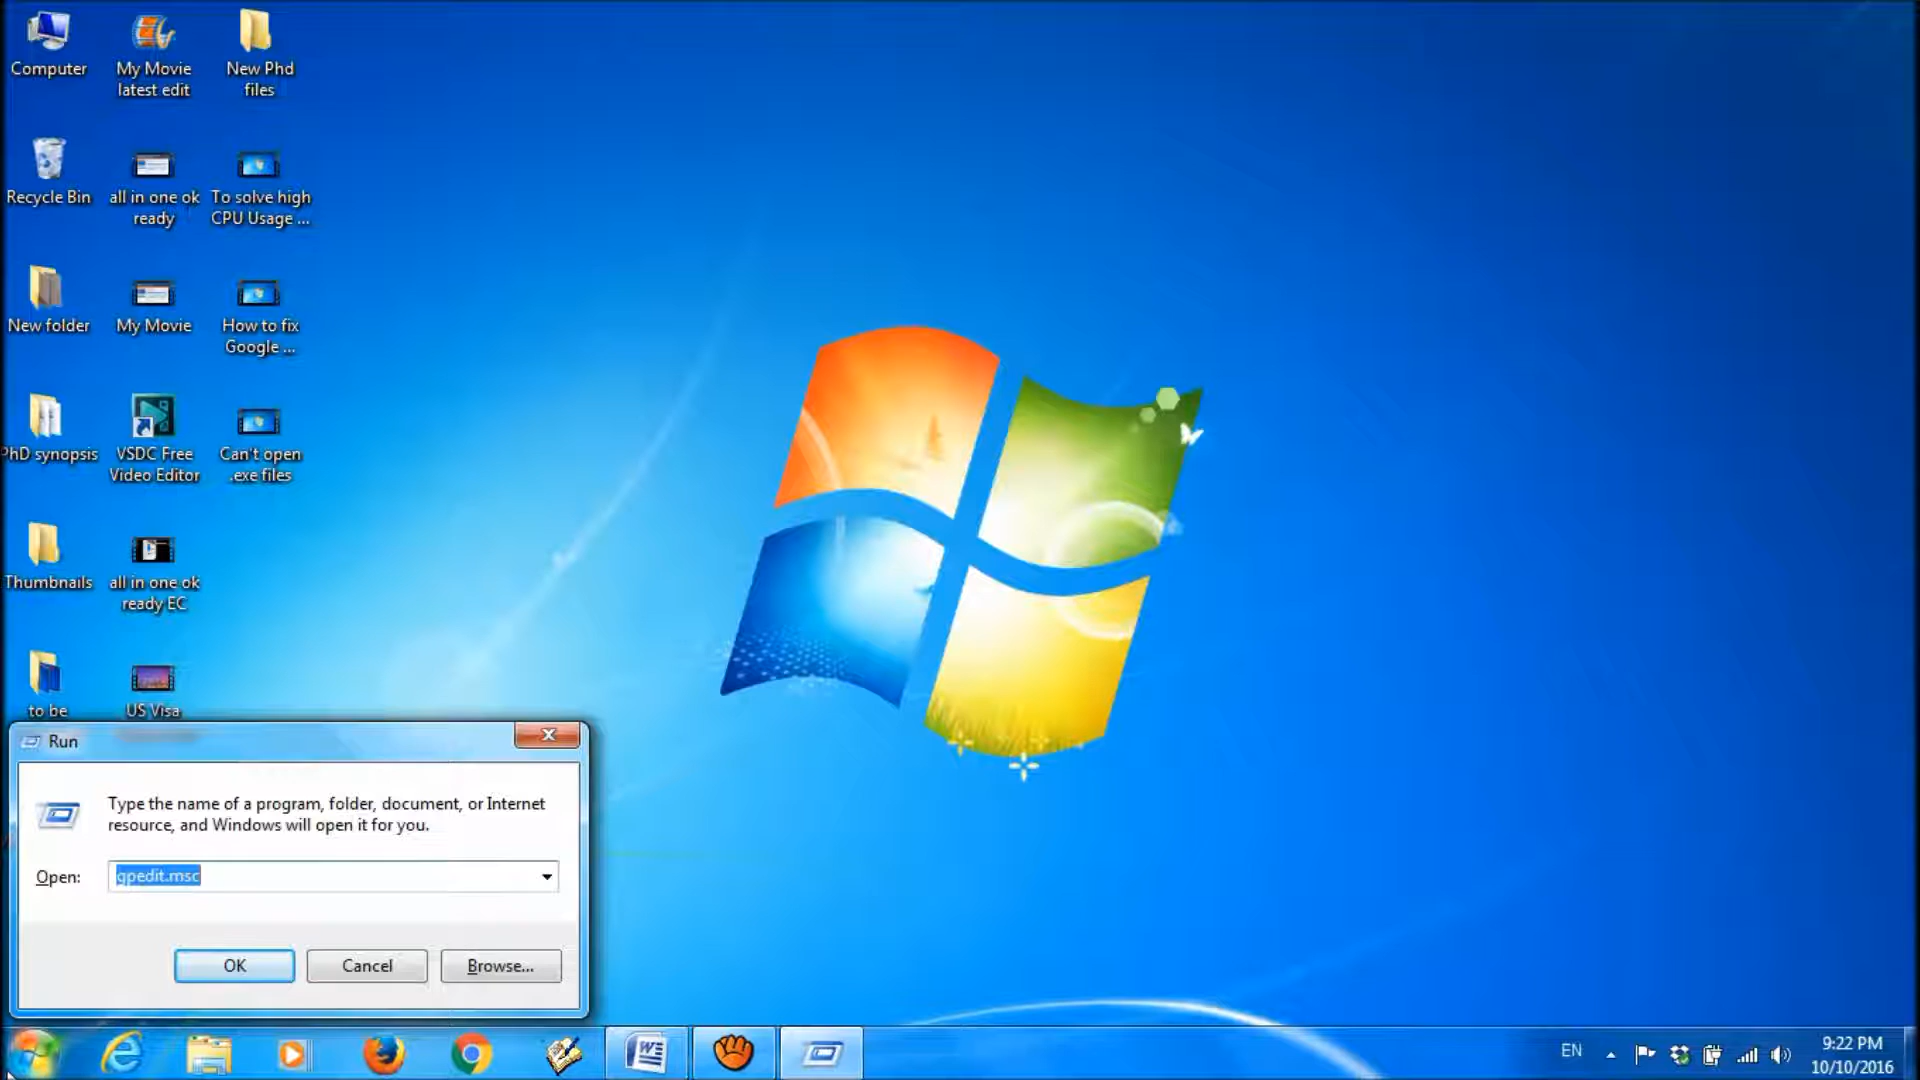 Computer
My Movie
latest edit
New Phd
files
Recycle Bin
all in one ok
ready
To solve high
CPU Usage ...
New folder
My Movie
How to fix
Google ...
PhD synopsis
VSDC Free
Video Editor
Can't open
.exe files
Thumbnails
all in one ok
ready EC
to be
US Visa
Run
Type the name of a program, folder, document, or Internet
resource, and Windows will open it for you.
Open:
gpedit.msc
OK
Cancel
Browse...
EN
9:22 PM
10/10/2016